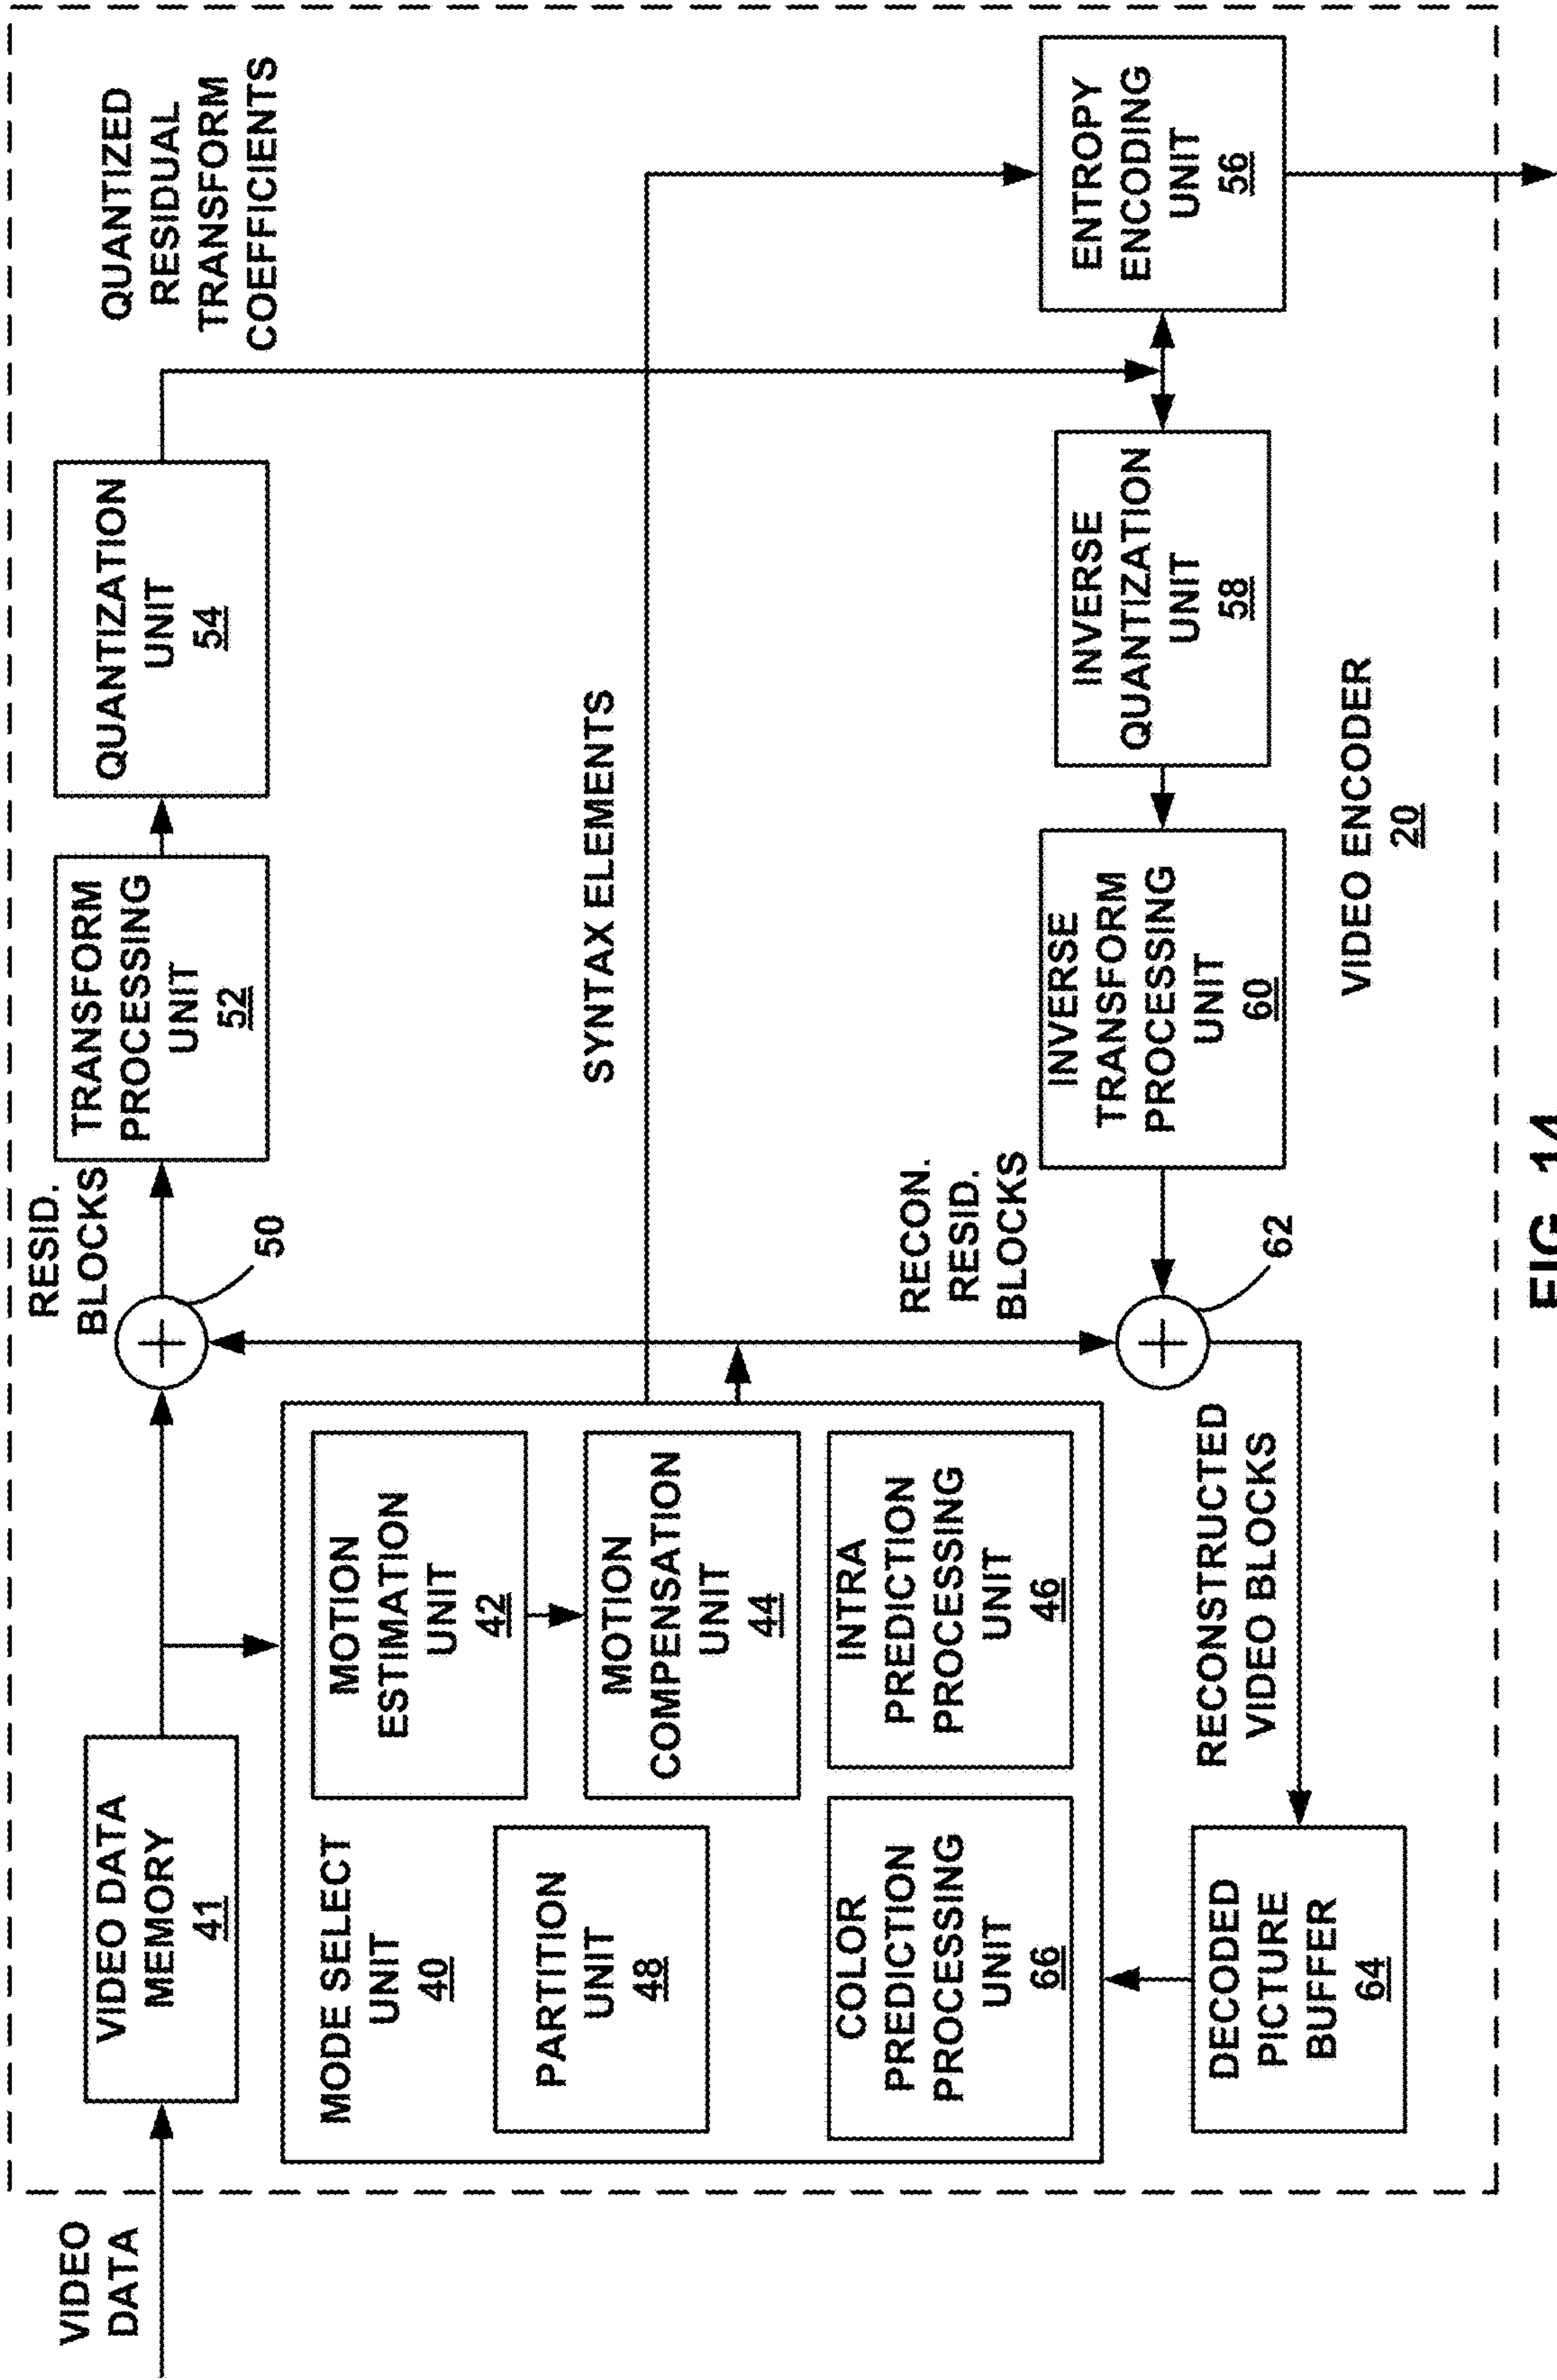 VIDEO
DATA
VIDEO DATA
MEMORY
41
MODE SELECT
UNIT
40
PARTITION
UNIT
48
MOTION
ESTIMATION
UNIT
42
MOTION
COMPENSATION
UNIT
44
INTRA
PREDICTION
PROCESSING
UNIT
46
COLOR
PREDICTION
PROCESSING
UNIT
66
DECODED
PICTURE
BUFFER
64
RECONSTRUCTED
VIDEO BLOCKS
RESID.
BLOCKS
50
TRANSFORM
PROCESSING
UNIT
52
QUANTIZATION
UNIT
54
QUANTIZED
RESIDUAL
TRANSFORM
COEFFICIENTS
SYNTAX ELEMENTS
RECON.
RESID.
BLOCKS
62
INVERSE
TRANSFORM
PROCESSING
UNIT
60
INVERSE
QUANTIZATION
UNIT
58
ENTROPY
ENCODING
UNIT
56
VIDEO ENCODER
20
FIG. 14